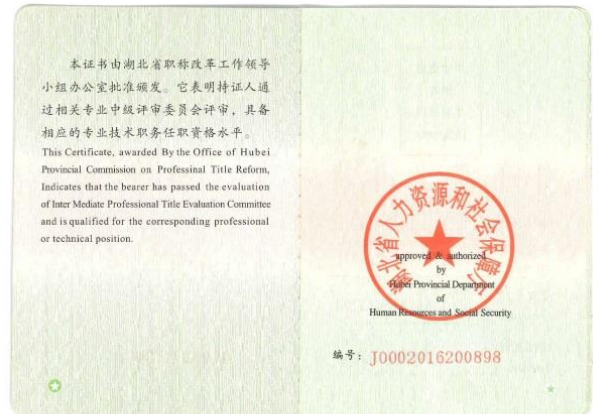 本证书由湖北省职称改革工作领导
小组办公室批准颁发。它表明持证人通
过相关专业中级评审委员会评审，具备
相应的专业技术职务任职资格水平。
This Certificate, awarded By the Office of Hubei
Provincial Commission on Professinal Title Reform,
Indicates that the bearer has passed the evaluation
of Inter Mediate Professional Title Evaluation Committee
and is qualified for the corresponding professional
or technical position.
湖北省人力资源和社会保障厅
approved & authorized
by
Hubei Provincial Department
of
Human Resources and Social Security
编号：J0002016200898